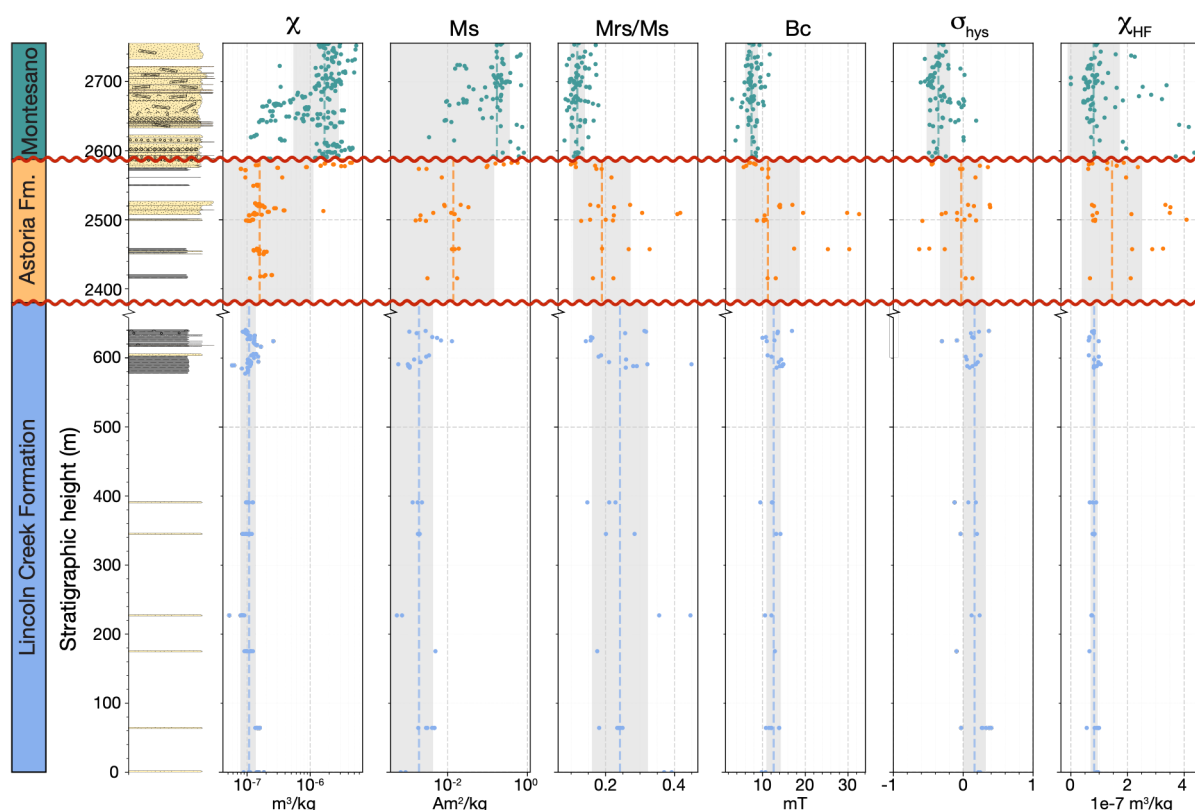 χ Ms Mrs/Ms Bc σhys χHF
Montesano
Astoria Fm.
Lincoln Creek Formation
Stratigraphic height (m)
2700
2600
2500
2400
600
500
400
300
200
100
0
10⁻⁷ 10⁻⁶
m³/kg
10⁻² 10⁰
Am²/kg
0.2 0.4
10 20 30
mT
-1 0 1
0 2 4
1e-7 m³/kg